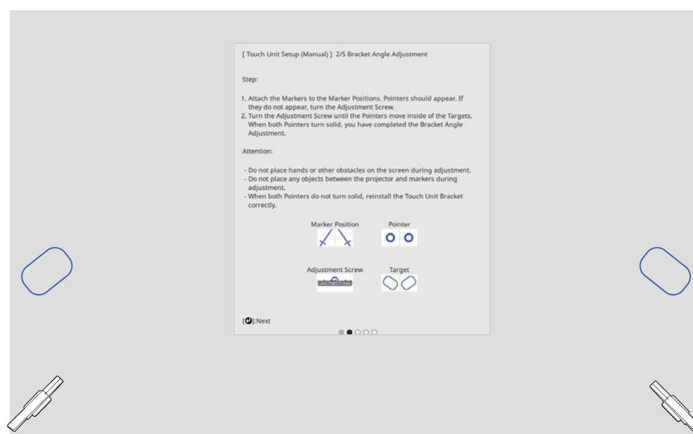 [ Touch Unit Setup (Manual) ] 2/5 Bracket Angle Adjustment
Step:
1. Attach the Markers to the Marker Positions. Pointers should appear. If
they do not appear, turn the Adjustment Screw.
2. Turn the Adjustment Screw until the Pointers move inside of the Targets.
When both Pointers turn solid, you have completed the Bracket Angle
Adjustment.
Attention:
- Do not place hands or other obstacles on the screen during adjustment.
- Do not place any objects between the projector and markers during
adjustment.
- When both Pointers do not turn solid, reinstall the Touch Unit Bracket
correctly.
Marker Position Pointer
Adjustment Screw Target
[ ]:Next